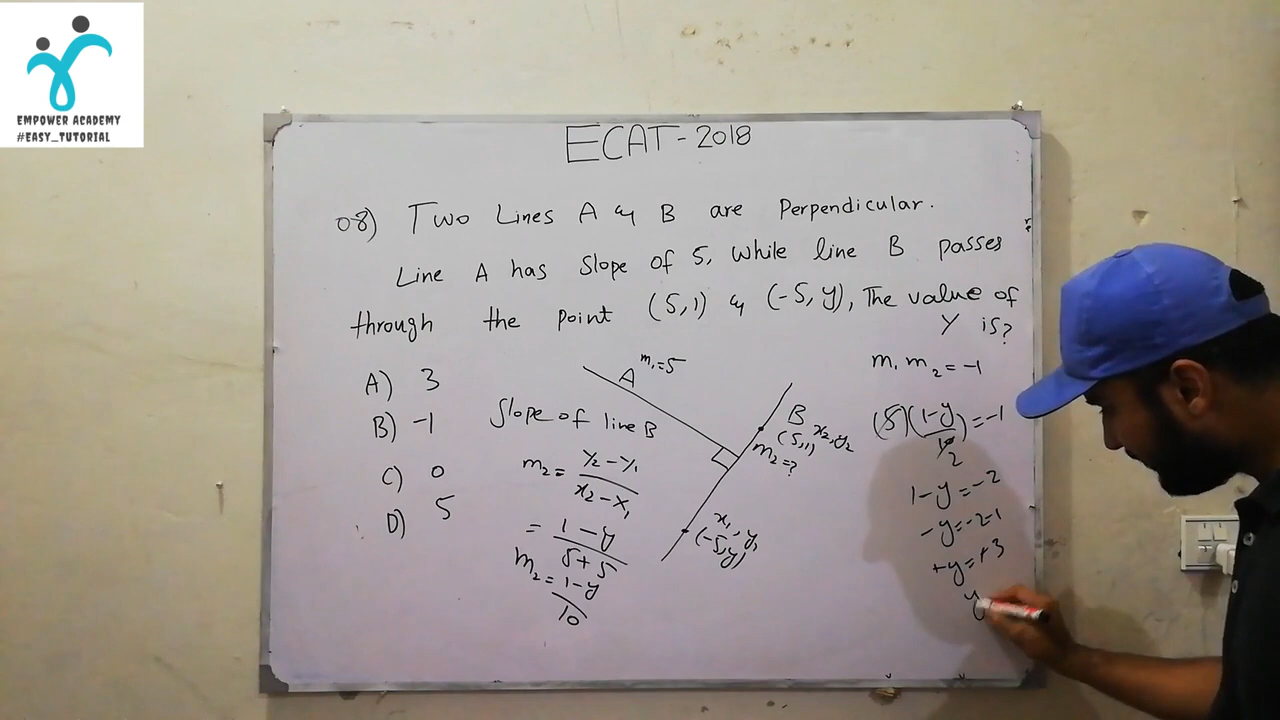 EMPOWER ACADEMY
#EASY_TUTORIAL
ECAT-2018
08) Two Lines A & B are Perpendicular.
Line A has Slope of 5, While line B passes
through the point (5,1) & (-5,y), The value of
Y is?
A) 3
B) -1
C) 0
D) 5
Slope of line B
m₂ = y₂-y₁ / x₂-x₁
= 1-y / 5+5
m₂ = 1-y / 10
A m₁=5
B
(5,1) x₂,y₂
m₂=?
x₁, y₁
(-5,y)
m₁ m₂ = -1
(5)(1-y / 10) = -1
2
1-y = -2
-y = -2-1
+y = +3
y